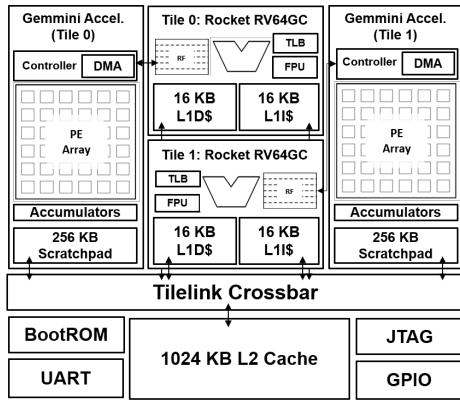 Gemmini Accel.
(Tile 0)
Controller
DMA
PE
Array
Accumulators
256 KB
Scratchpad
Tile 0: Rocket RV64GC
RF
TLB
FPU
16 KB
L1D$
16 KB
L1I$
Tile 1: Rocket RV64GC
TLB
FPU
RF
16 KB
L1D$
16 KB
L1I$
Gemmini Accel.
(Tile 1)
Controller
DMA
PE
Array
Accumulators
256 KB
Scratchpad
Tilelink Crossbar
BootROM
UART
1024 KB L2 Cache
JTAG
GPIO